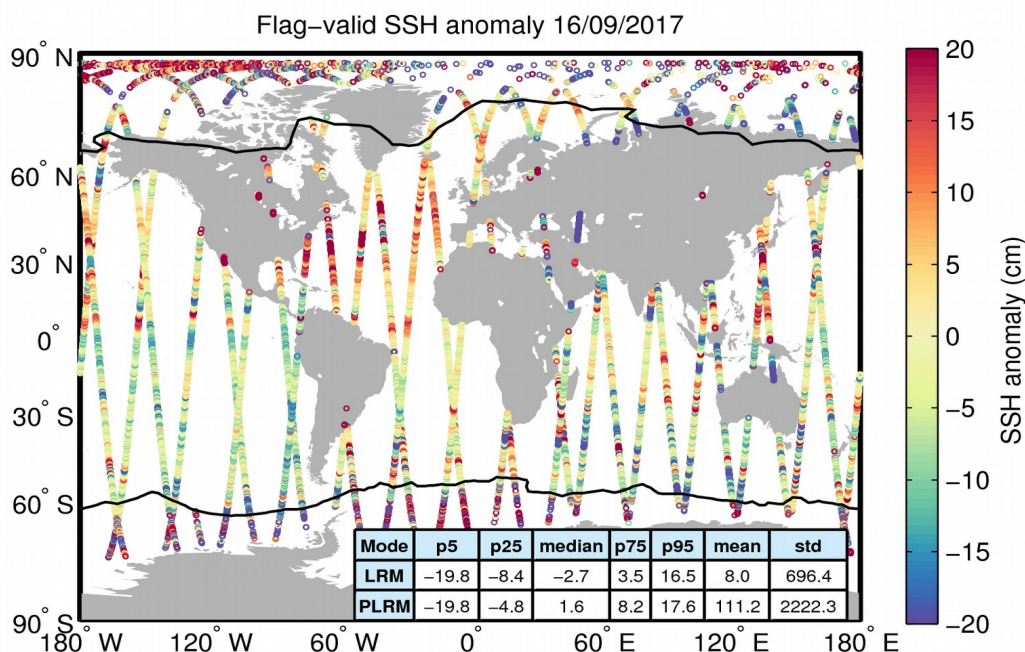 Flag−valid SSH anomaly 16/09/2017
90° N
60° N
30° N
0°
30° S
60° S
90° S
180° W 120° W 60° W 0° 60° E 120° E 180° E
Mode p5 p25 median p75 p95 mean std
LRM −19.8 −8.4 −2.7 3.5 16.5 8.0 696.4
PLRM −19.8 −4.8 1.6 8.2 17.6 111.2 2222.3
20
15
10
5
0
−5
−10
−15
−20
SSH anomaly (cm)